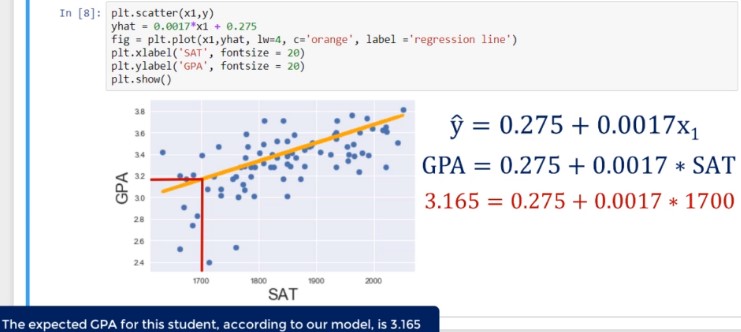 In [8]: plt.scatter(x1,y)
yhat = 0.0017*x1 + 0.275
fig = plt.plot(x1,yhat, lw=4, c='orange', label ='regression line')
plt.xlabel('SAT', fontsize = 20)
plt.ylabel('GPA', fontsize = 20)
plt.show()
3.8
3.6
3.4
3.2
3.0
2.8
2.6
2.4
GPA
1700 1800 1900 2000
SAT
ŷ = 0.275 + 0.0017x₁
GPA = 0.275 + 0.0017 * SAT
3.165 = 0.275 + 0.0017 * 1700
The expected GPA for this student, according to our model, is 3.165